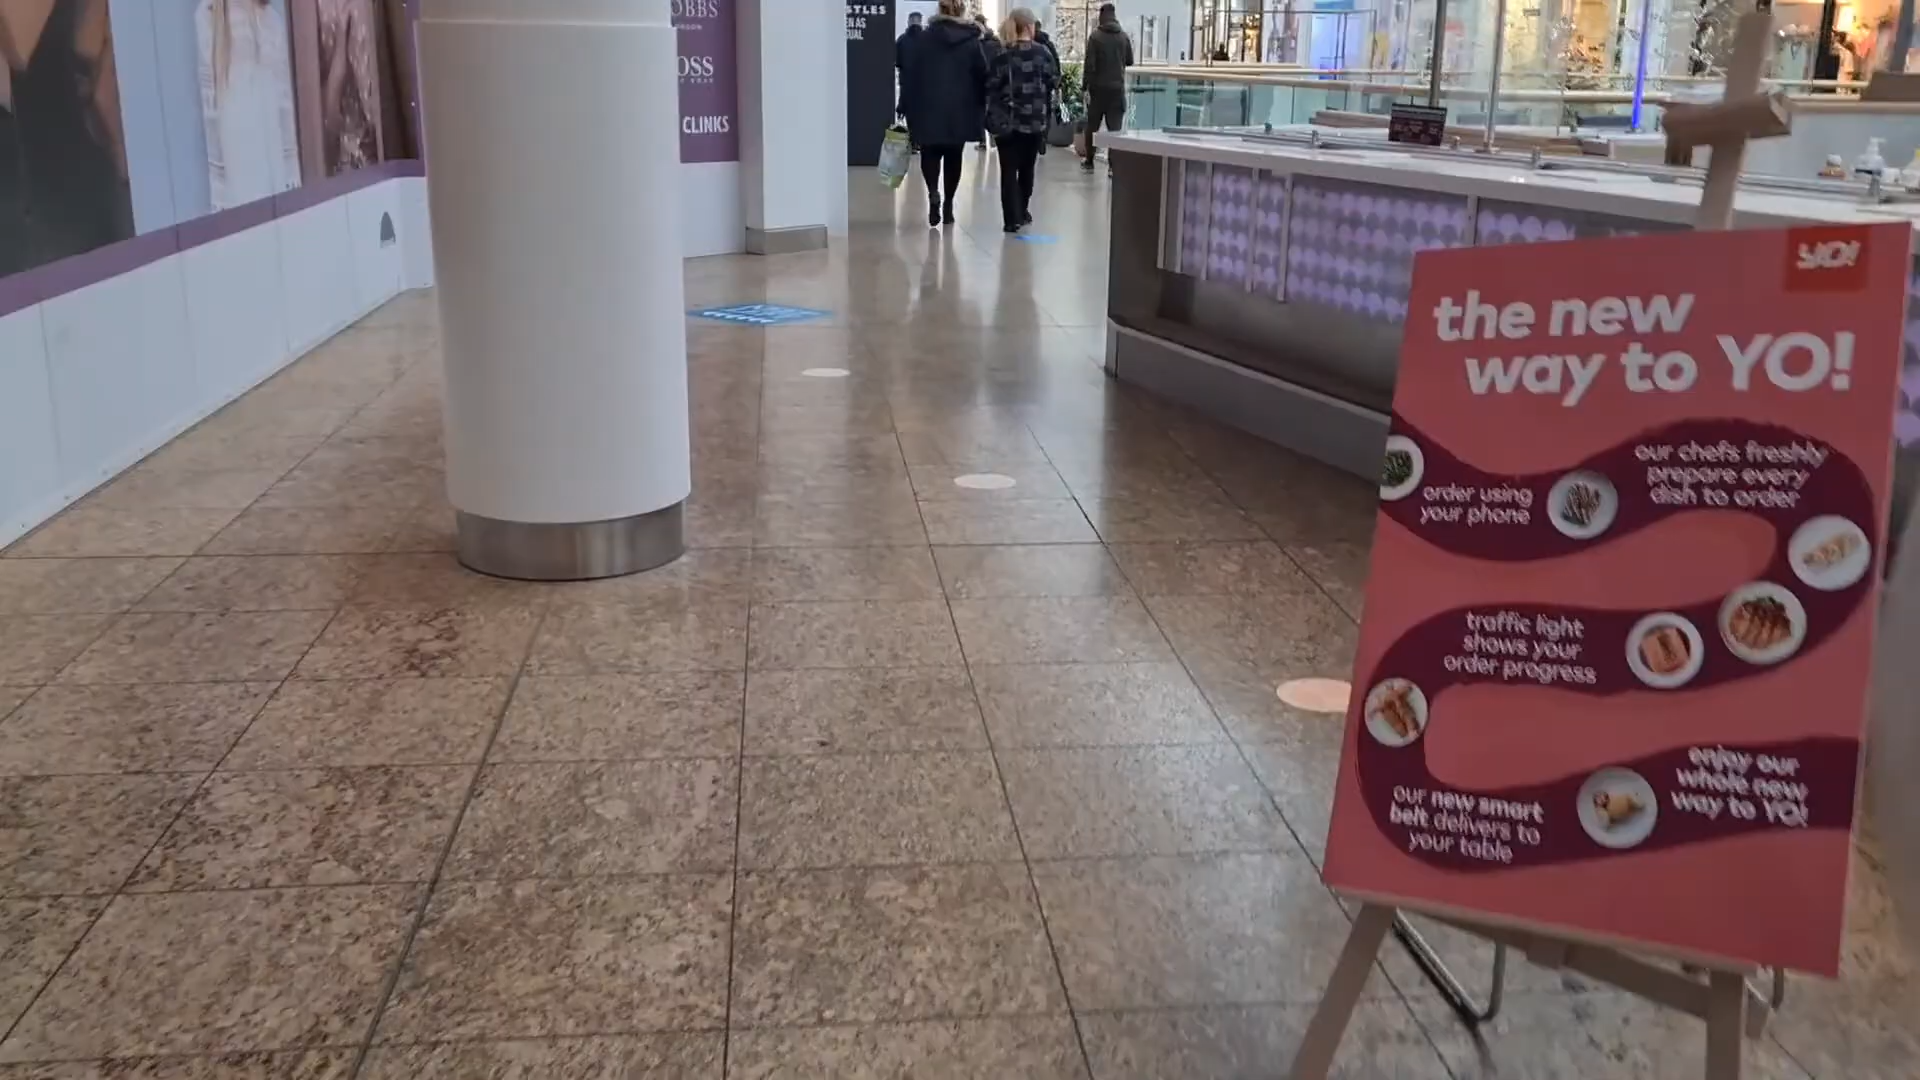 OBBS
OSS
CLINKS
YO!
the new
way to YO!
our chefs freshly
prepare every
dish to order
order using
your phone
traffic light
shows your
order progress
our new smart
belt delivers to
your table
enjoy our
whole new
way to YO!